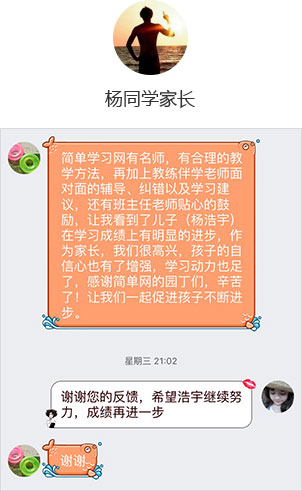 杨同学家长
简单学习网有名师，有合理的教
学方法，再加上教练伴学老师面
对面的辅导、纠错以及学习建
议，还有班主任老师贴心的鼓
励，让我看到了儿子（杨浩宇）
在学习成绩上有明显的进步，作
为家长，我们很高兴，孩子的自
信心也有了增强，学习动力也足
了，感谢简单网的园丁们，辛苦
了！让我们一起促进孩子不断进
步。
星期三 21:02
谢谢您的反馈，希望浩宇继续努
力，成绩再进一步
谢谢